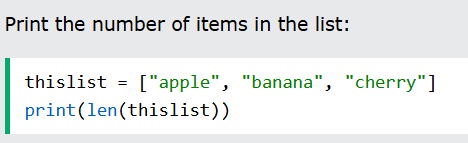 Print the number of items in the list:
thislist = ["apple", "banana", "cherry"]
print(len(thislist))